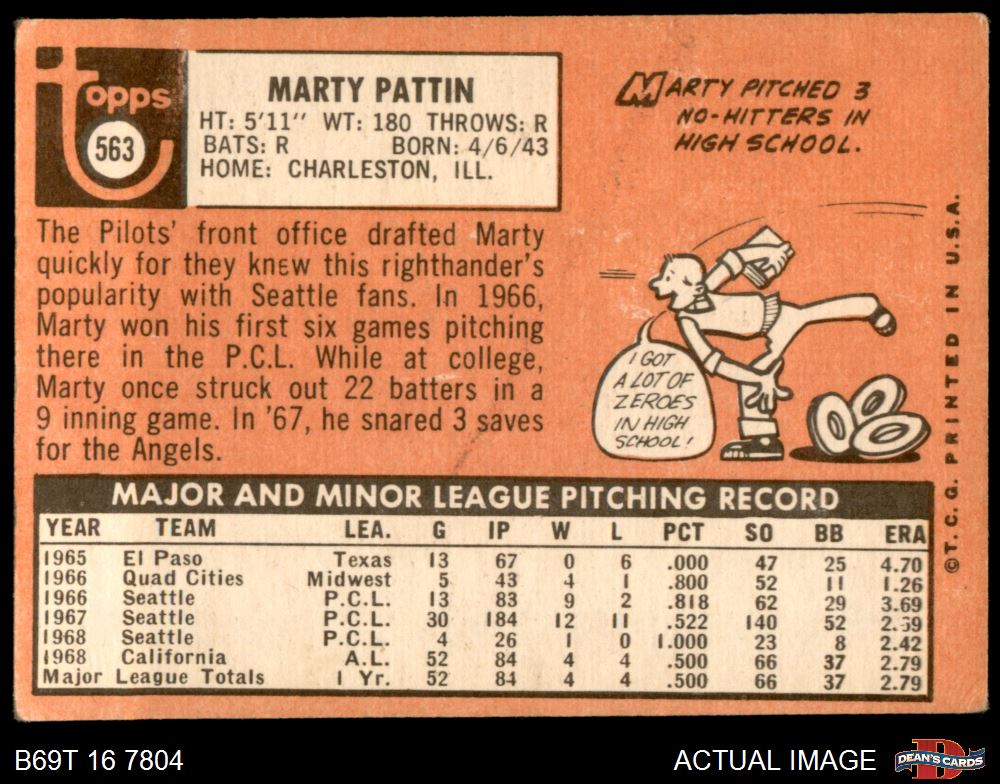 Topps
563
MARTY PATTIN
HT: 5'11" WT: 180 THROWS: R
BATS: R BORN: 4/6/43
HOME: CHARLESTON, ILL.
MARTY PITCHED 3
NO-HITTERS IN
HIGH SCHOOL.
The Pilots' front office drafted Marty
quickly for they knew this righthander's
popularity with Seattle fans. In 1966,
Marty won his first six games pitching
there in the P.C.L. While at college,
Marty once struck out 22 batters in a
9 inning game. In '67, he snared 3 saves
for the Angels.
I GOT
A LOT OF
ZEROES
IN HIGH
SCHOOL!
©T.C.G. PRINTED IN U.S.A.
MAJOR AND MINOR LEAGUE PITCHING RECORD
YEAR TEAM LEA. G IP W L PCT SO BB ERA
1965 El Paso Texas 13 67 0 6 .000 47 25 4.70
1966 Quad Cities Midwest 5 43 4 1 .800 52 11 1.26
1966 Seattle P.C.L. 13 83 9 2 .818 62 29 3.69
1967 Seattle P.C.L. 30 184 12 11 .522 140 52
1968 Seattle P.C.L. 4 26 1 0 1.000 23 8 2.42
1968 California A.L. 52 84 4 4 .500 66 37 2.79
Major League Totals 1 Yr. 52 84 4 4 .500 66 37 2.79
B69T 16 7804
ACTUAL IMAGE
DEAN'S CARDS